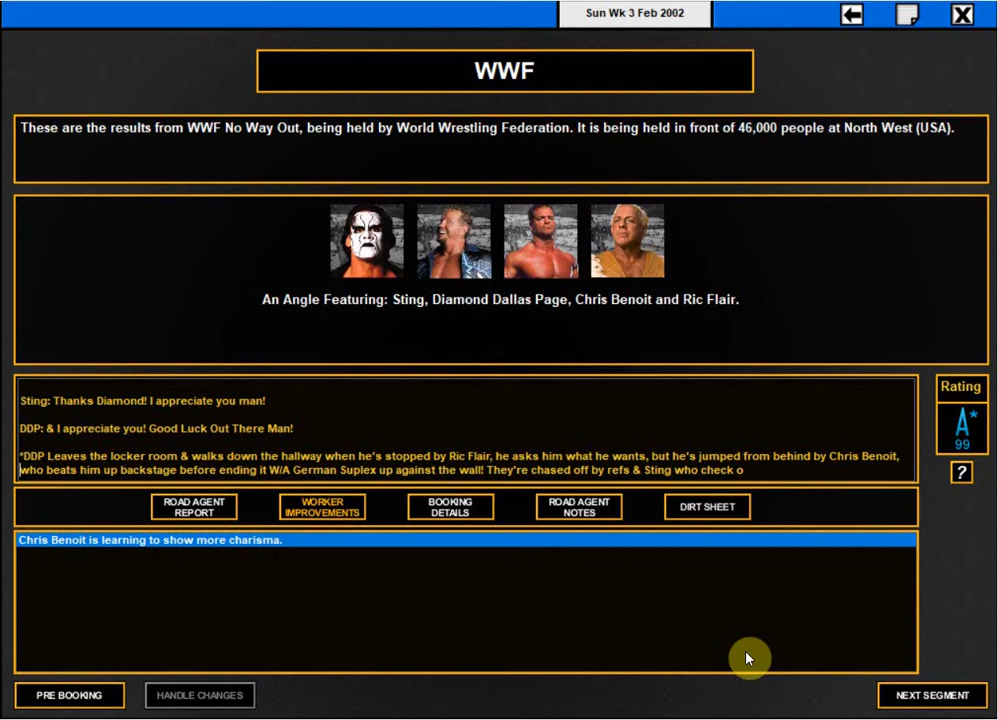 Sun Wk 3 Feb 2002
WWF
These are the results from WWF No Way Out, being held by World Wrestling Federation. It is being held in front of 46,000 people at North West (USA).
An Angle Featuring: Sting, Diamond Dallas Page, Chris Benoit and Ric Flair.
Sting: Thanks Diamond! I appreciate you man!
DDP: & I appreciate you! Good Luck Out There Man!
*DDP Leaves the locker room & walks down the hallway when he's stopped by Ric Flair, he asks him what he wants, but he's jumped from behind by Chris Benoit,
who beats him up backstage before ending it W/A German Suplex up against the wall! They're chased off by refs & Sting who check o
Rating
A*
99
?
ROAD AGENT
REPORT
WORKER
IMPROVEMENTS
BOOKING
DETAILS
ROAD AGENT
NOTES
DIRT SHEET
Chris Benoit is learning to show more charisma.
PRE BOOKING
HANDLE CHANGES
NEXT SEGMENT